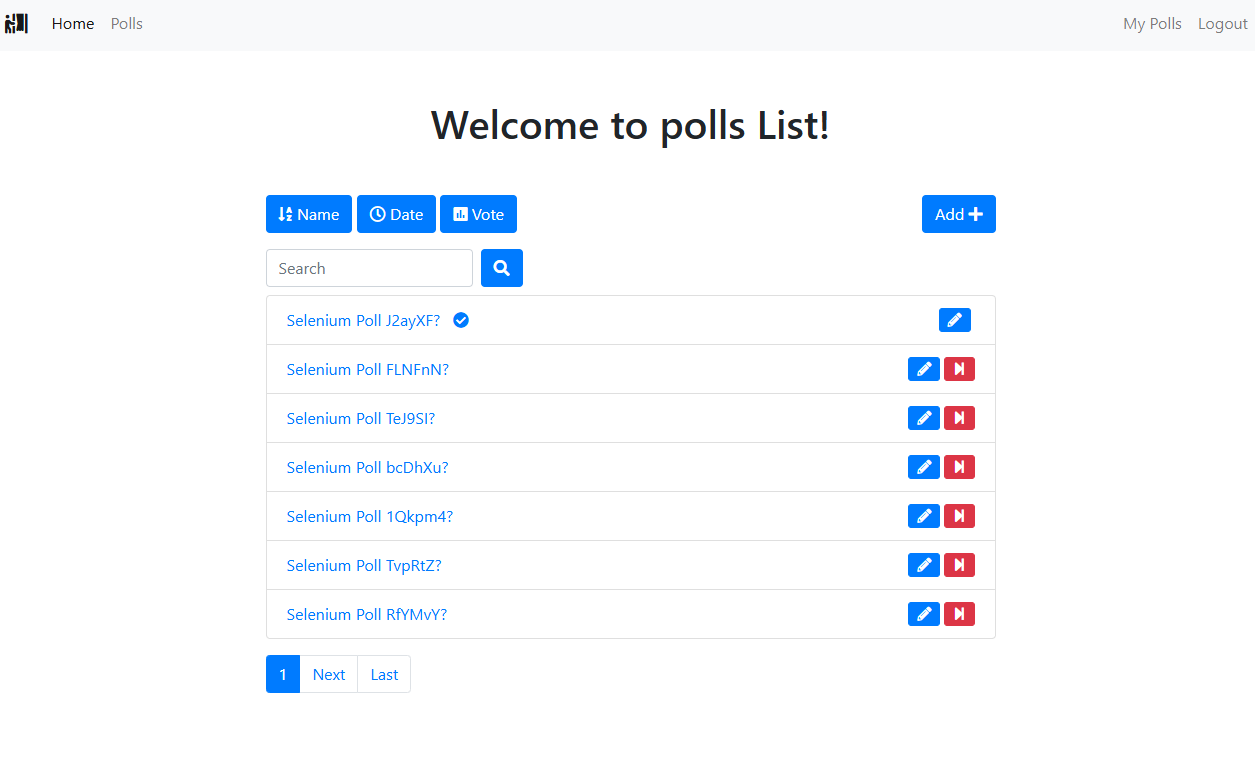 Home Polls My Polls Logout
Welcome to polls List!
Name Date Vote Add
Search
Selenium Poll J2ayXF?
Selenium Poll FLNFnN?
Selenium Poll TeJ9SI?
Selenium Poll bcDhXu?
Selenium Poll 1Qkpm4?
Selenium Poll TvpRtZ?
Selenium Poll RfYMvY?
1 Next Last